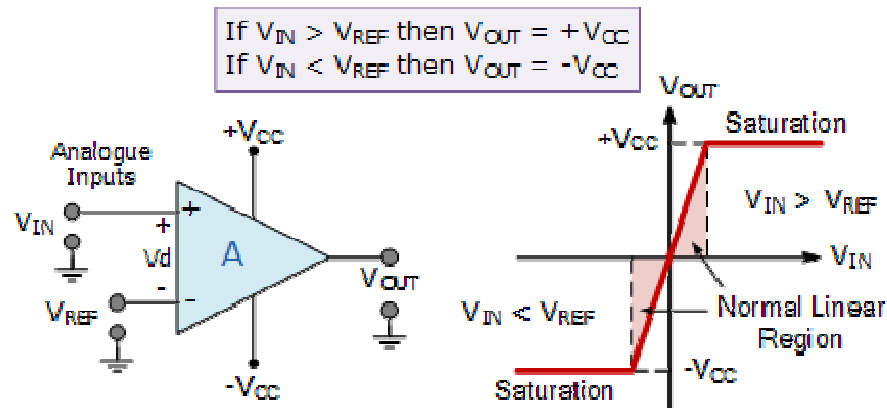 If VIN > VREF then VOUT = +VCC
If VIN < VREF then VOUT = -VCC
VOUT
+VCC
Saturation
+VCC
Analogue
Inputs
VIN
+
+
Vd
A
-
-
VREF
VOUT
-VCC
VIN > VREF
VIN
VIN < VREF
Normal Linear
Region
-VCC
Saturation